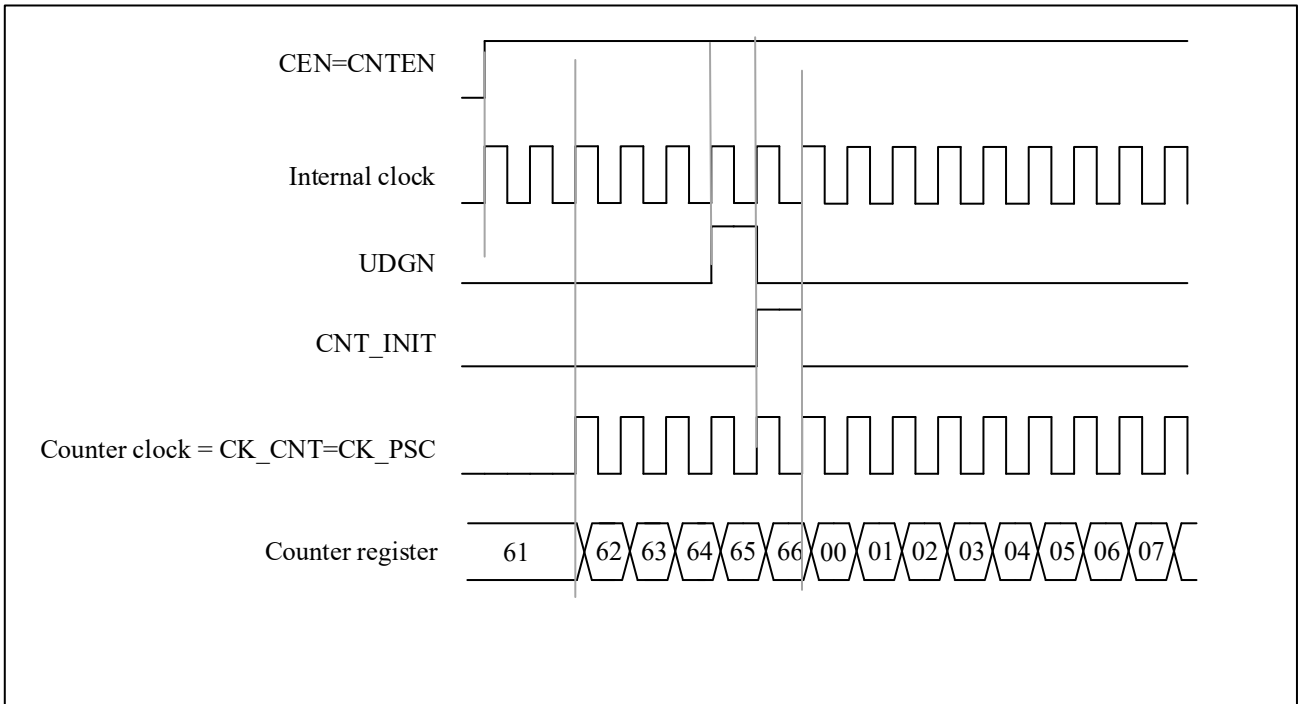 CEN=CNTEN
Internal clock
UDGN
CNT_INIT
Counter clock = CK_CNT=CK_PSC
Counter register 61 62 63 64 65 66 00 01 02 03 04 05 06 07